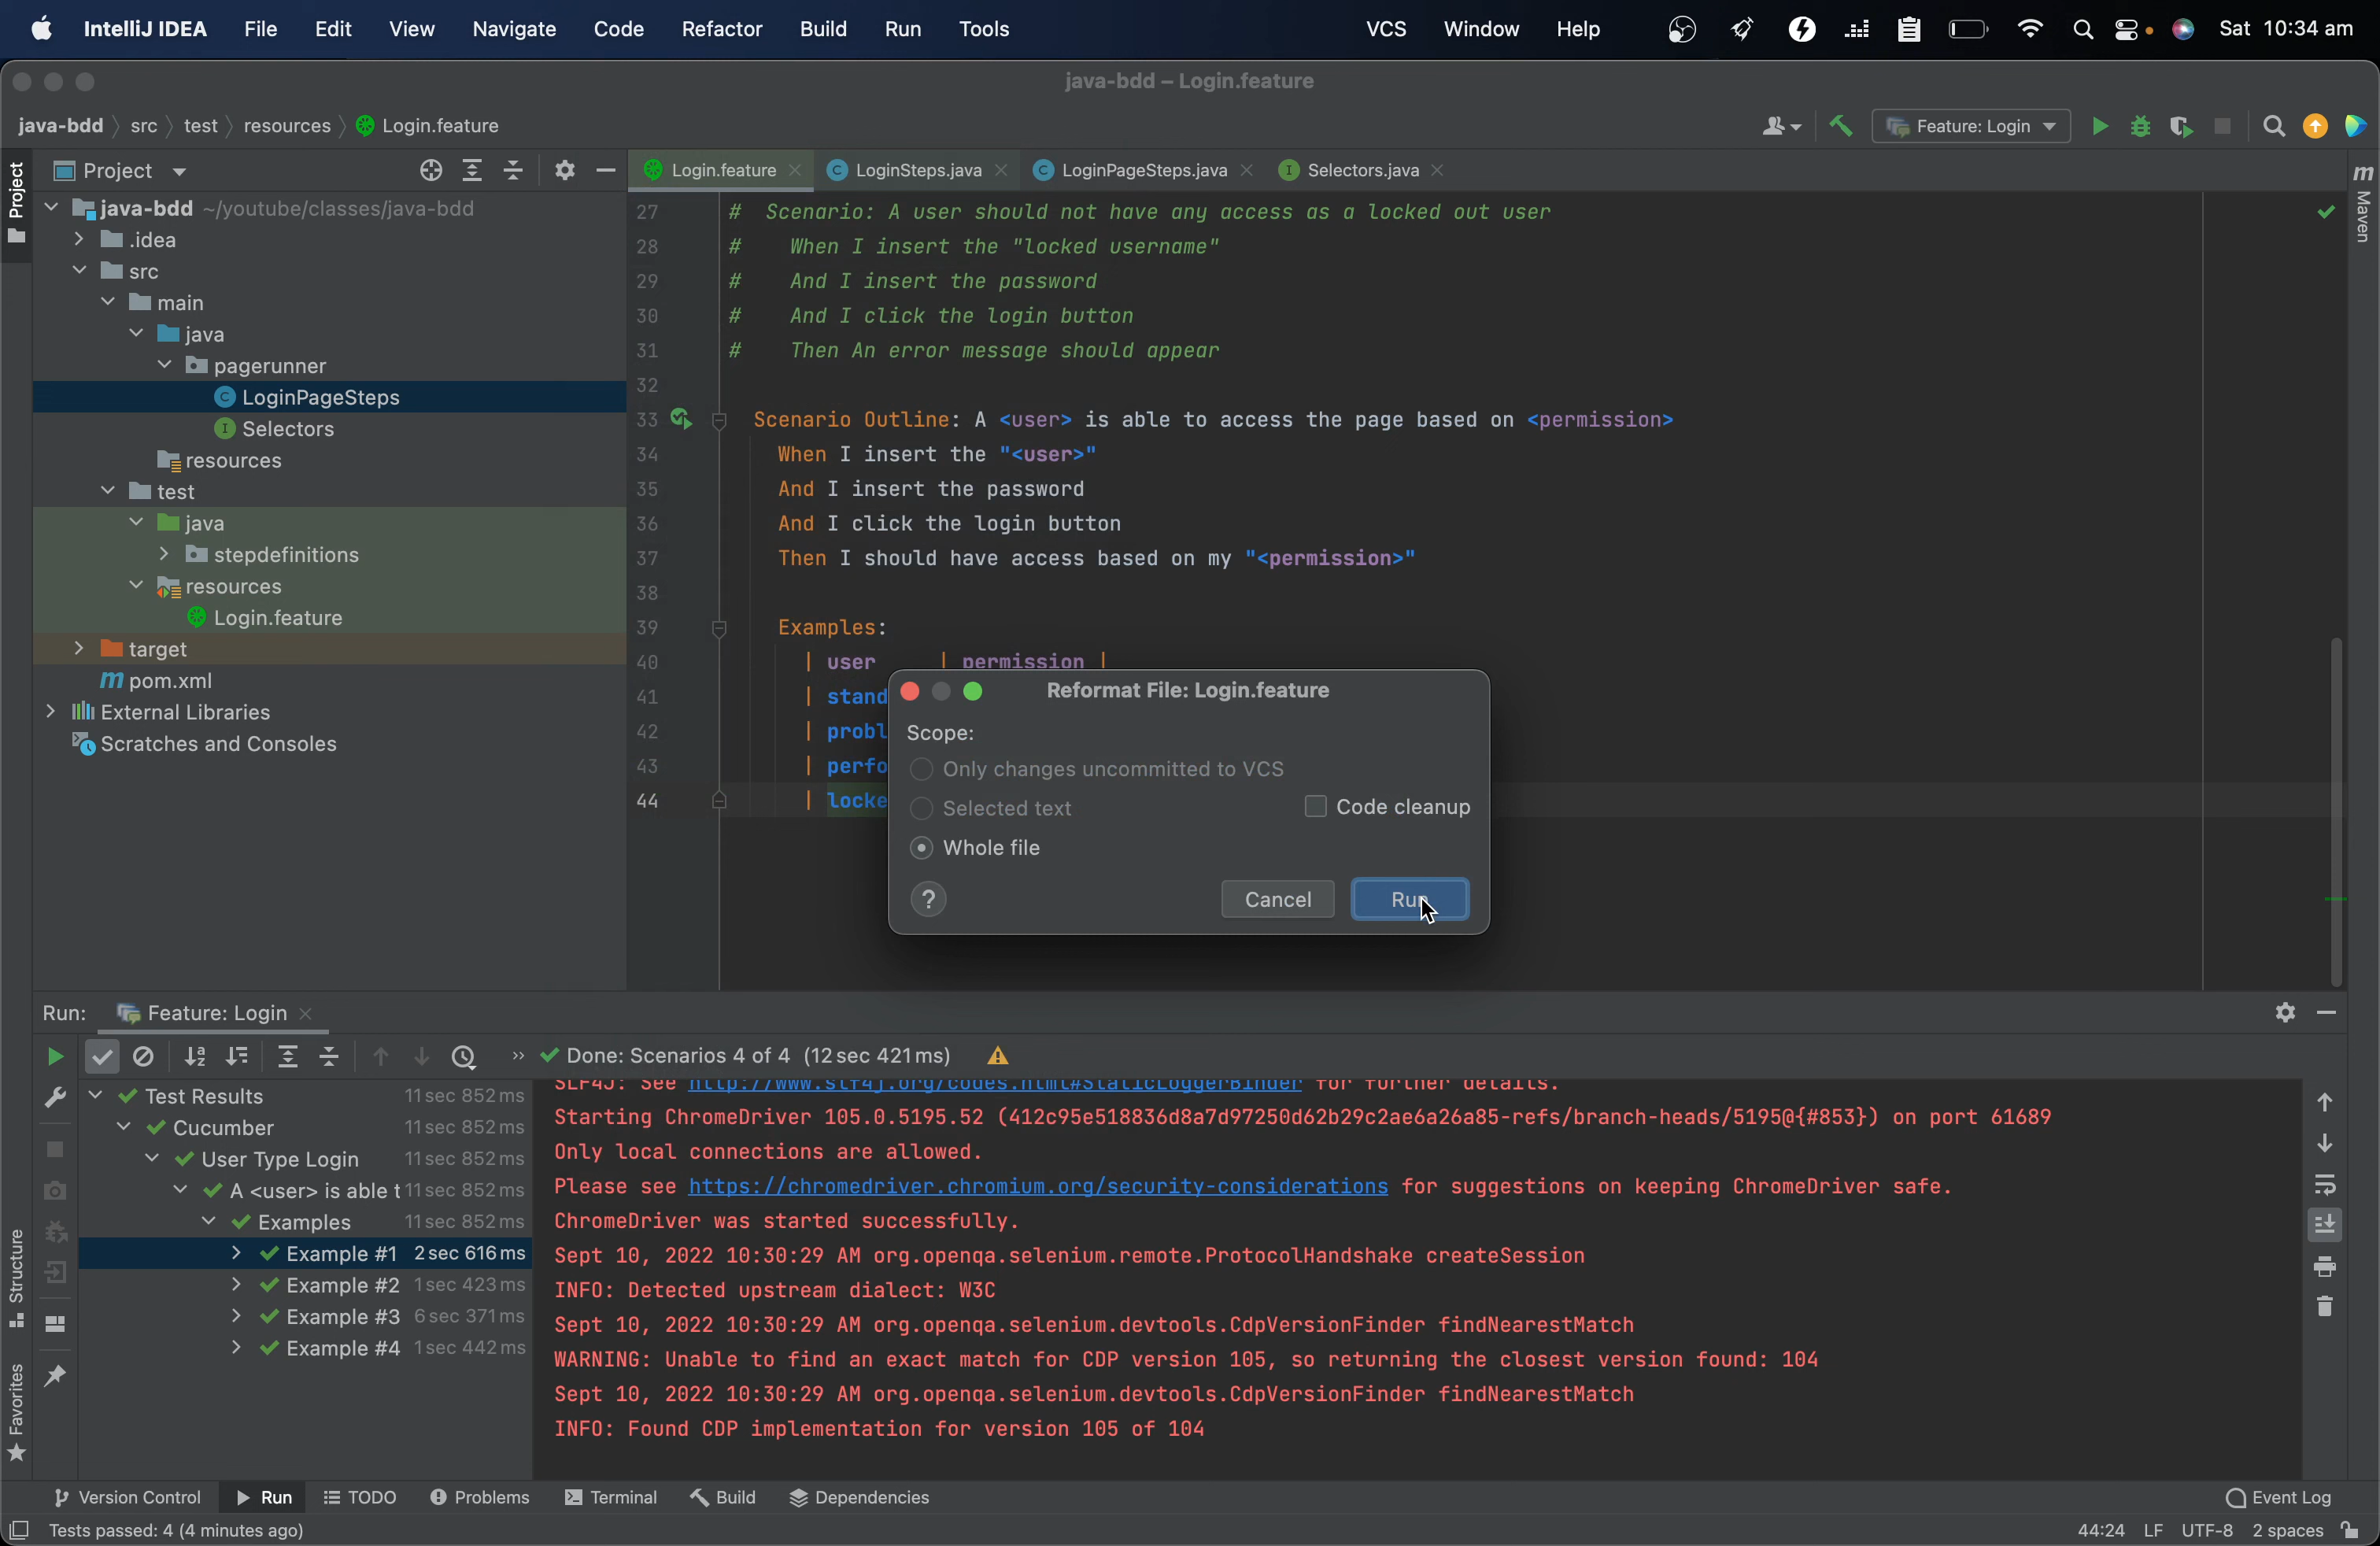 IntelliJ IDEA File Edit View Navigate Code Refactor Build Run Tools VCS Window Help Sat 10:34 am
java-bdd – Login.feature
java-bdd src test resources Login.feature Feature: Login
Project Project Login.feature LoginSteps.java LoginPageSteps.java Selectors.java Maven
java-bdd ~/youtube/classes/java-bdd
.idea
src
main
java
pagerunner
LoginPageSteps
Selectors
resources
test
java
stepdefinitions
resources
Login.feature
target
pom.xml
External Libraries
Scratches and Consoles
27 # Scenario: A user should not have any access as a locked out user
28 # When I insert the "locked username"
29 # And I insert the password
30 # And I click the login button
31 # Then An error message should appear
32
33 Scenario Outline: A <user> is able to access the page based on <permission>
34 When I insert the "<user>"
35 And I insert the password
36 And I click the login button
37 Then I should have access based on my "<permission>"
38
39 Examples:
40 | user | permission |
41 | stand
42 | probl
43 | perfo
44 | locke
Reformat File: Login.feature
Scope:
Only changes uncommitted to VCS
Selected text Code cleanup
Whole file
? Cancel Run
Run: Feature: Login
Done: Scenarios 4 of 4 (12 sec 421 ms)
Test Results 11 sec 852 ms
Cucumber 11 sec 852 ms
User Type Login 11 sec 852 ms
A <user> is able t 11 sec 852 ms
Examples 11 sec 852 ms
Example #1 2 sec 616 ms
Example #2 1 sec 423 ms
Example #3 6 sec 371 ms
Example #4 1 sec 442 ms
SLF4J: See http://www.slf4j.org/codes.html#StaticLoggerBinder for further details.
Starting ChromeDriver 105.0.5195.52 (412c95e518836d8a7d97250d62b29c2ae6a26a85-refs/branch-heads/5195@{#853}) on port 61689
Only local connections are allowed.
Please see https://chromedriver.chromium.org/security-considerations for suggestions on keeping ChromeDriver safe.
ChromeDriver was started successfully.
Sept 10, 2022 10:30:29 AM org.openqa.selenium.remote.ProtocolHandshake createSession
INFO: Detected upstream dialect: W3C
Sept 10, 2022 10:30:29 AM org.openqa.selenium.devtools.CdpVersionFinder findNearestMatch
WARNING: Unable to find an exact match for CDP version 105, so returning the closest version found: 104
Sept 10, 2022 10:30:29 AM org.openqa.selenium.devtools.CdpVersionFinder findNearestMatch
INFO: Found CDP implementation for version 105 of 104
Structure
Favorites
Version Control Run TODO Problems Terminal Build Dependencies Event Log
Tests passed: 4 (4 minutes ago) 44:24 LF UTF-8 2 spaces